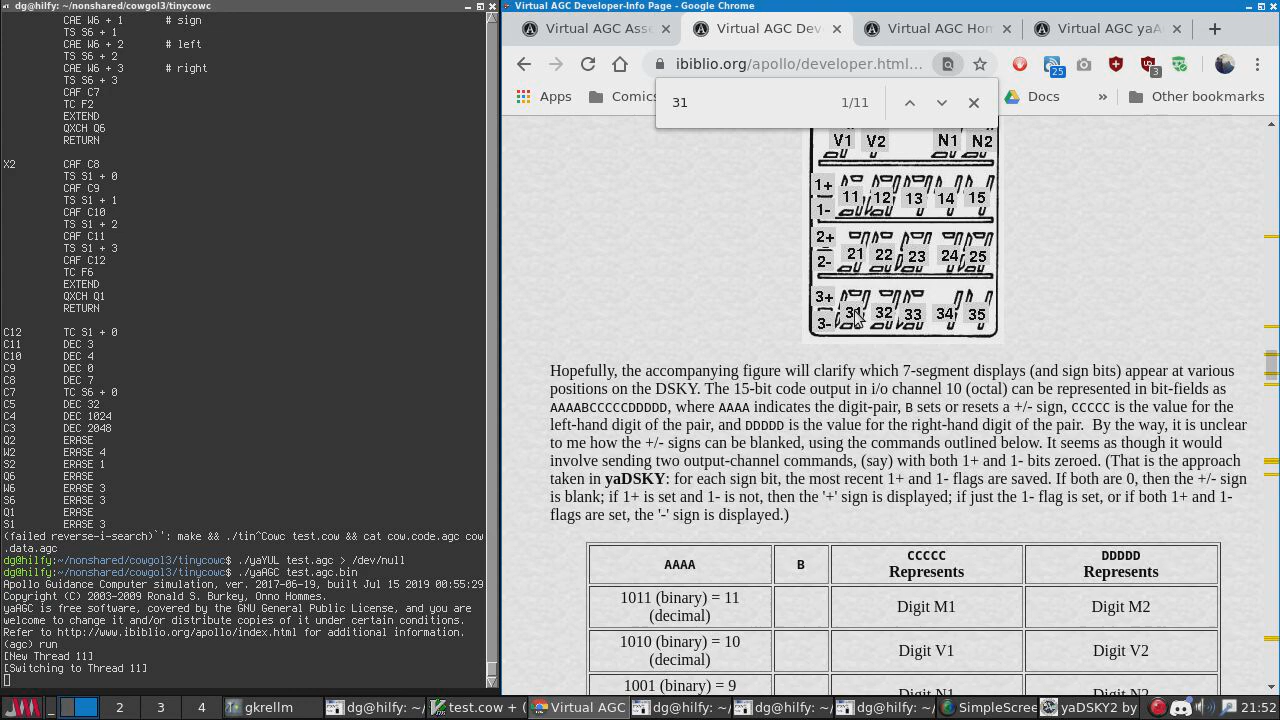 dg@hilfy: ~/nonshared/cowgol3/tinycowc
CAE W6 + 1 # sign
TS S6 + 1
CAE W6 + 2 # left
TS S6 + 2
CAE W6 + 3 # right
TS S6 + 3
CAF C7
TC F2
EXTEND
QXCH Q6
RETURN
X2 CAF C8
TS S1 + 0
CAF C9
TS S1 + 1
CAF C10
TS S1 + 2
CAF C11
TS S1 + 3
CAF C12
TC F6
EXTEND
QXCH Q1
RETURN
C12 TC S1 + 0
C11 DEC 3
C10 DEC 4
C9 DEC 0
C8 DEC 7
C7 TC S6 + 0
C5 DEC 32
C4 DEC 1024
C3 DEC 2048
Q2 ERASE
W2 ERASE 4
S2 ERASE 1
Q6 ERASE
W6 ERASE 3
S6 ERASE 3
Q1 ERASE
S1 ERASE 3
(failed reverse-i-search)`': make && ./tin^Cowc test.cow && cat cow.code.agc cow
.data.agc
dg@hilfy:~/nonshared/cowgol3/tinycowc$ ./yaYUL test.agc > /dev/null
dg@hilfy:~/nonshared/cowgol3/tinycowc$ ./yaAGC test.agc.bin
Apollo Guidance Computer simulation, ver. 2017-06-19, built Jul 15 2019 00:55:29
Copyright (C) 2003-2009 Ronald S. Burkey, Onno Hommes.
yaAGC is free software, covered by the GNU General Public License, and you are
welcome to change it and/or distribute copies of it under certain conditions.
Refer to http://www.ibiblio.org/apollo/index.html for additional information.
(agc) run
[New Thread 11]
[Switching to Thread 11]
Virtual AGC Developer-Info Page - Google Chrome
Virtual AGC Asse
Virtual AGC Dev
Virtual AGC Hom
Virtual AGC yaA
ibiblio.org/apollo/developer.html...
25
3
Apps
Comics
Docs
»
Other bookmarks
31 1/11
V1 V2 N1 N2
1+ 11 12 13 14 15
1-
2+ 21 22 23 24 25
2-
3+ 31 32 33 34 35
3-
Hopefully, the accompanying figure will clarify which 7-segment displays (and sign bits) appear at various
positions on the DSKY. The 15-bit code output in i/o channel 10 (octal) can be represented in bit-fields as
AAAABCCCCCDDDDD, where AAAA indicates the digit-pair, B sets or resets a +/- sign, CCCCC is the value for the
left-hand digit of the pair, and DDDDD is the value for the right-hand digit of the pair. By the way, it is unclear
to me how the +/- signs can be blanked, using the commands outlined below. It seems as though it would
involve sending two output-channel commands, (say) with both 1+ and 1- bits zeroed. (That is the approach
taken in yaDSKY: for each sign bit, the most recent 1+ and 1- flags are saved. If both are 0, then the +/- sign
is blank; if 1+ is set and 1- is not, then the '+' sign is displayed; if just the 1- flag is set, or if both 1+ and 1-
flags are set, the '-' sign is displayed.)
AAAA B CCCCC Represents DDDDD Represents
1011 (binary) = 11 (decimal) Digit M1 Digit M2
1010 (binary) = 10 (decimal) Digit V1 Digit V2
1001 (binary) = 9 Digit N1 Digit N2
2 3 4 gkrellm dg@hilfy: ~/ test.cow + ( Virtual AGC dg@hilfy: ~/ dg@hilfy: ~/ dg@hilfy: ~/ SimpleScree yaDSKY2 by 21:52